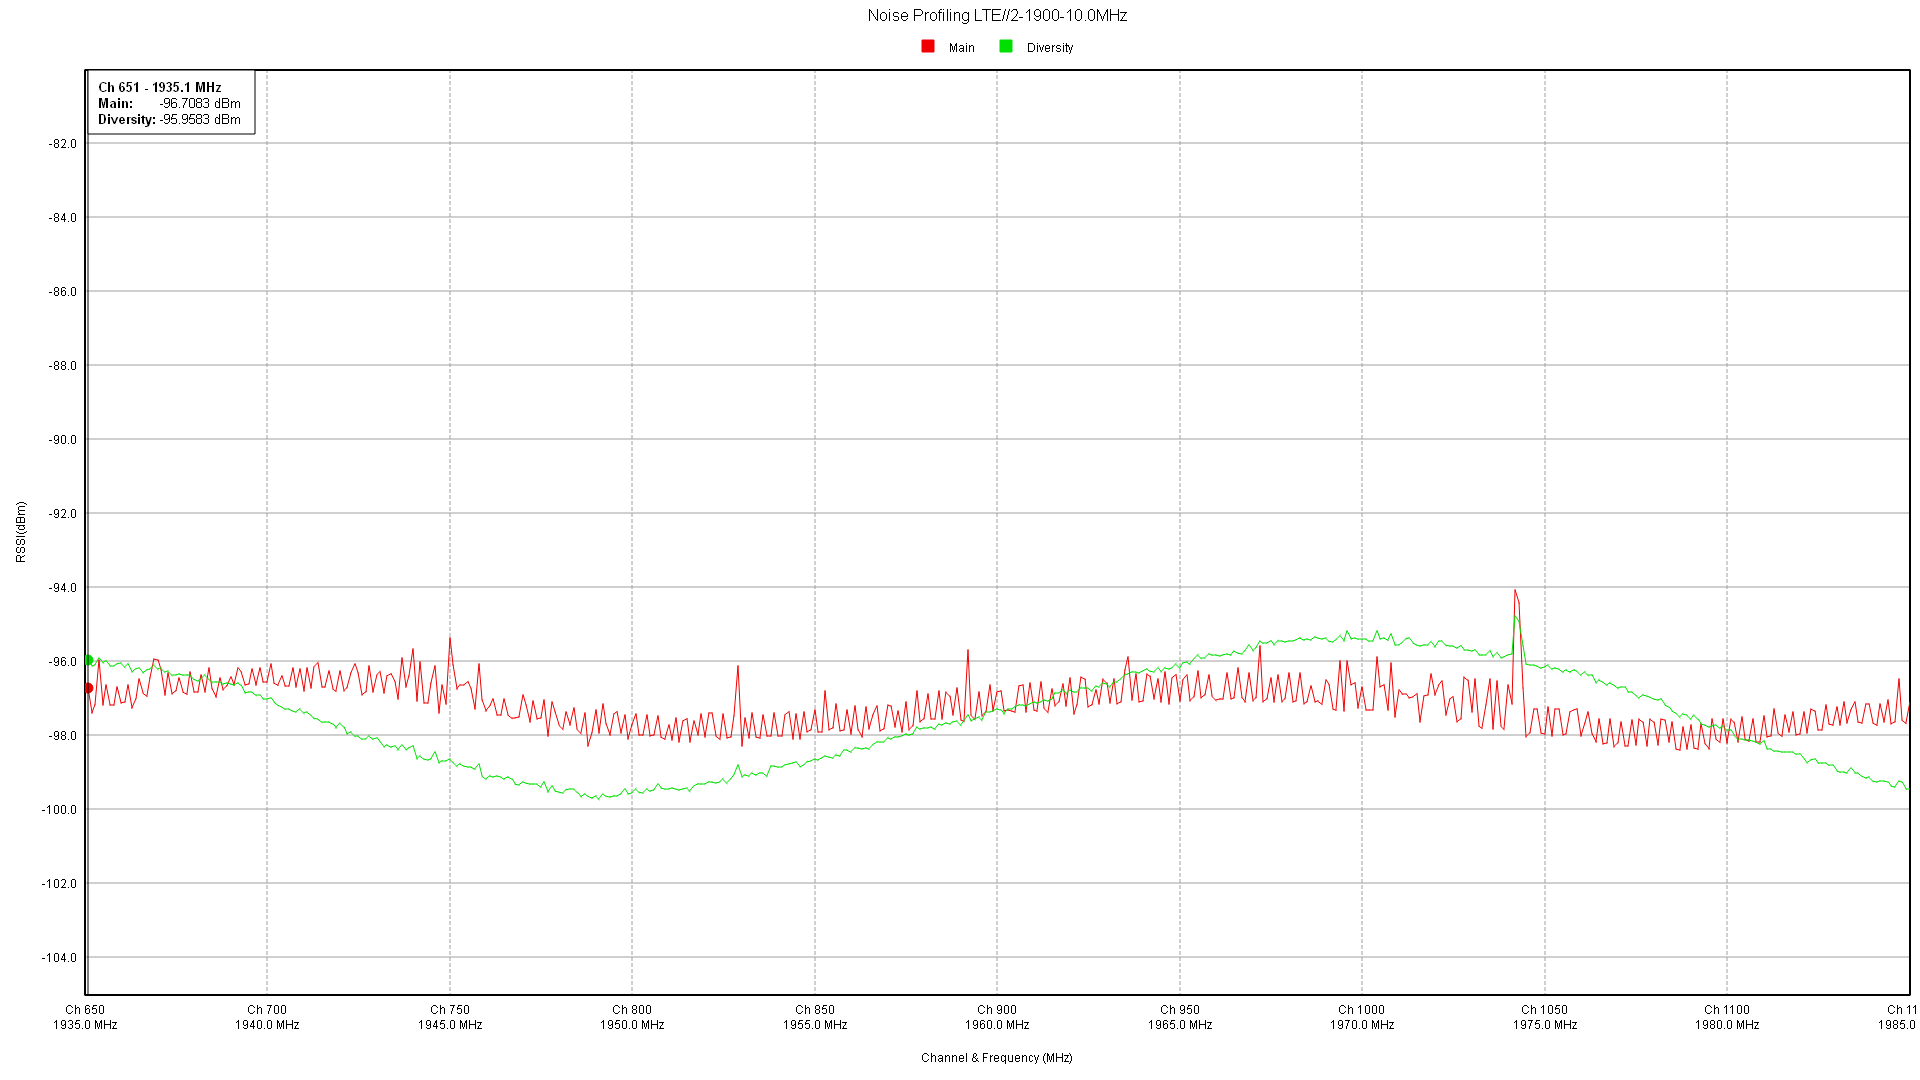 Noise Profiling LTE//2-1900-10.0MHz
Main Diversity
Ch 651 - 1935.1 MHz
Main: -96.7083 dBm
Diversity: -95.9583 dBm
-82.0
-84.0
-86.0
-88.0
-90.0
-92.0
RSSI(dBm)
-94.0
-96.0
-98.0
-100.0
-102.0
-104.0
Ch 650 Ch 700 Ch 750 Ch 800 Ch 850 Ch 900 Ch 950 Ch 1000 Ch 1050 Ch 1100 Ch 11
1935.0 MHz 1940.0 MHz 1945.0 MHz 1950.0 MHz 1955.0 MHz 1960.0 MHz 1965.0 MHz 1970.0 MHz 1975.0 MHz 1980.0 MHz 1985.0
Channel & Frequency (MHz)